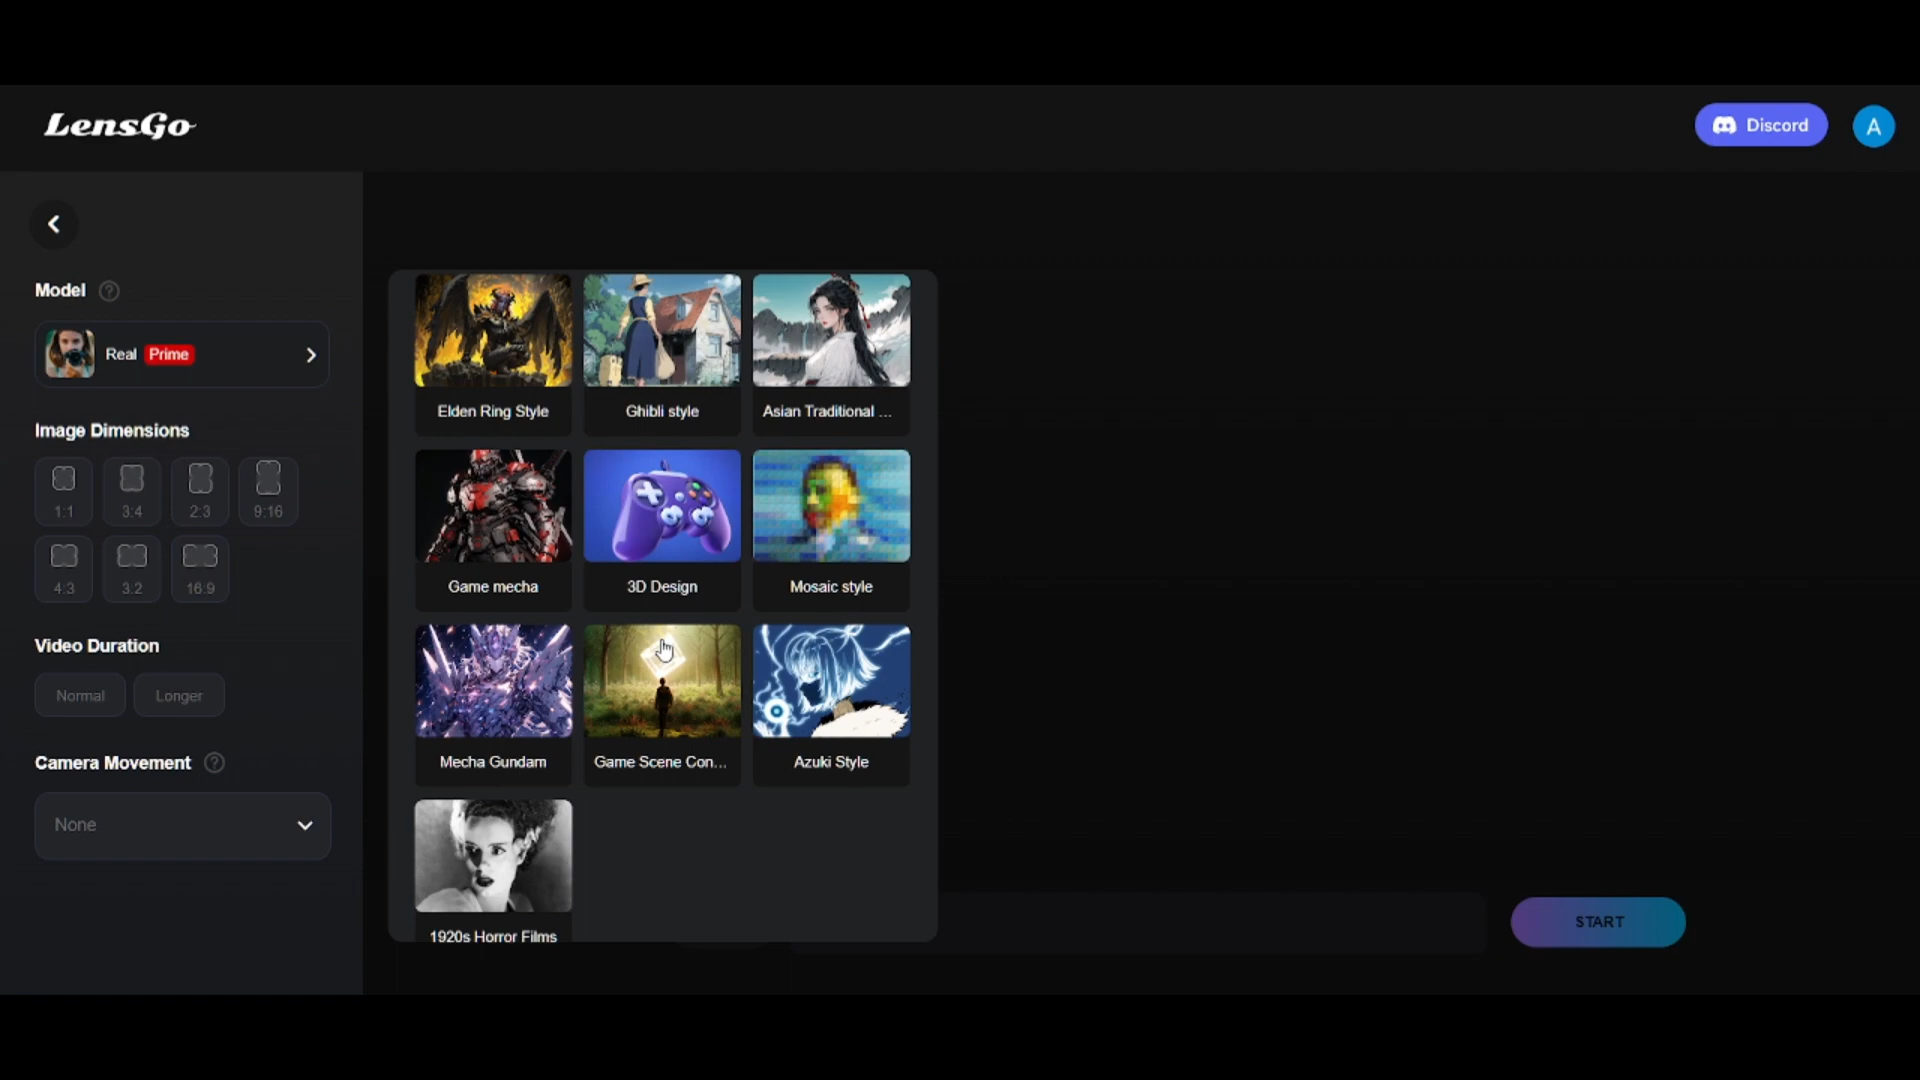 LensGo
Discord
A
Model ?
Real Prime
Image Dimensions
1:1 3:4 2:3 9:16
4:3 3:2 16:9
Video Duration
Normal Longer
Camera Movement ?
None
Elden Ring Style Ghibli style Asian Traditional ...
Game mecha 3D Design Mosaic style
Mecha Gundam Game Scene Con... Azuki Style
1920s Horror Films
START